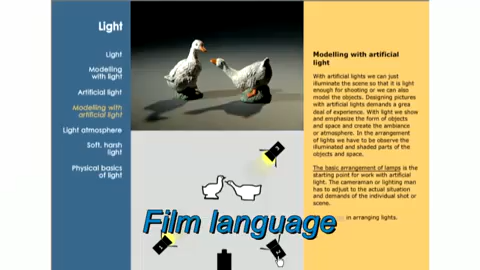 Light
Light
Modelling
with light
Artificial light
Modelling with
artificial light
Light atmosphere
Soft, harsh
light
Physical basics
of light
Modelling with artificial
light
With artificial lights we can just
illuminate the scene so that it is light
enough for shooting or we can also
model the objects. Designing pictures
with artificial lights demands a grea
deal of experience. With light we show
and emphasize the form of objects
and space and create the ambiance
or atmosphere. In the arrangement
of lights we have to be observe the
illuminated and shaded parts of the
objects and space.
The basic arrangement of lamps is the
starting point for work with artificial
light. The cameraman or lighting man
has to adjust to the actual situation
and demands of the individual shot or
scene.
in arranging lights.
Film language